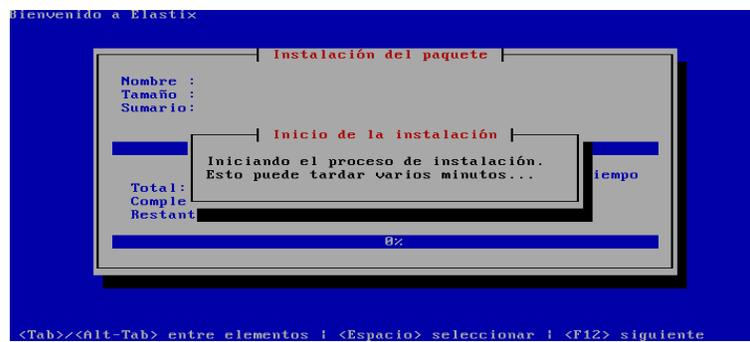 Bienvenido a Elastix
Instalación del paquete
Nombre :
Tamaño :
Sumario:
Inicio de la instalación
Iniciando el proceso de instalación.
Esto puede tardar varios minutos...
iempo
Total:
Comple
Restant
0%
<Tab>/<Alt-Tab> entre elementos | <Espacio> seleccionar | <F12> siguiente